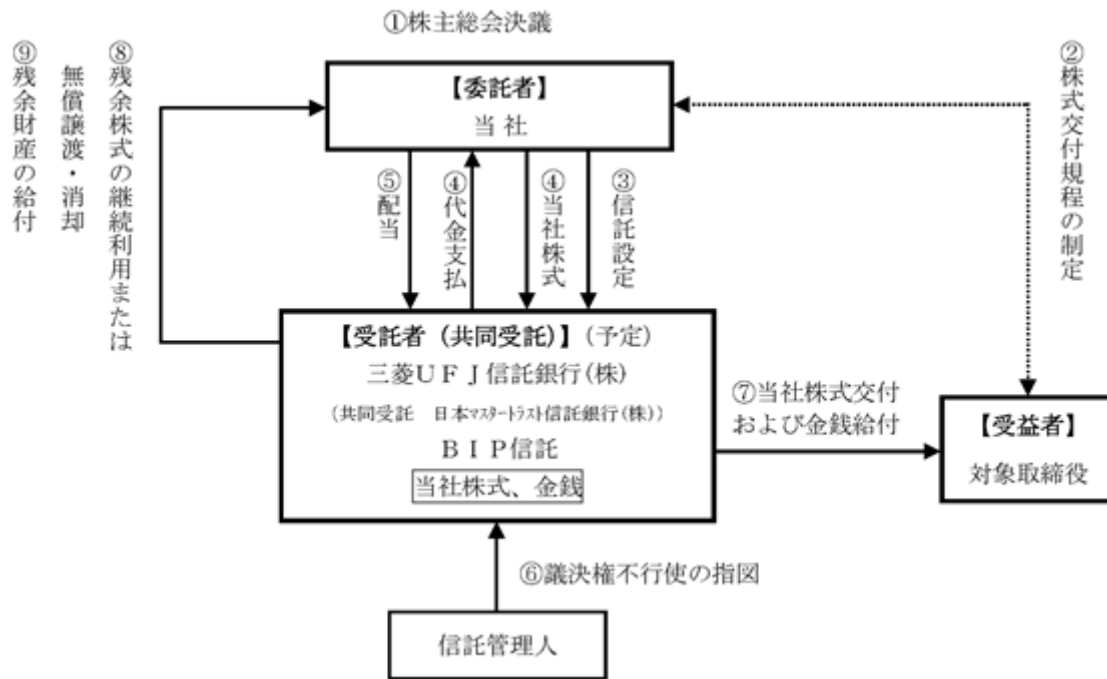 ①株主総会決議
⑨残余財産の給付
⑧残余株式の継続利用または
無償譲渡・消却
【委託者】
当社
②株式交付規程の制定
⑤配当
④代金支払
④当社株式
③信託設定
【受託者（共同受託）】(予定)
三菱ＵＦＪ信託銀行(株)
(共同受託　日本ﾏｽﾀｰﾄﾗｽﾄ信託銀行(株))
ＢＩＰ信託
当社株式、金銭
⑦当社株式交付
および金銭給付
【受益者】
対象取締役
⑥議決権不行使の指図
信託管理人